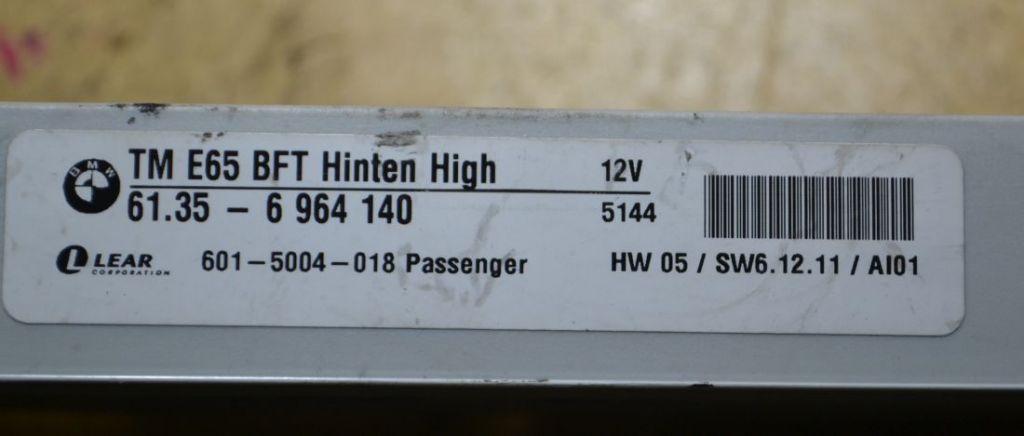 BMW TM E65 BFT Hinten High 12V
61.35 - 6 964 140 5144
LEAR CORPORATION 601-5004-018 Passenger HW 05 / SW6.12.11 / AI01